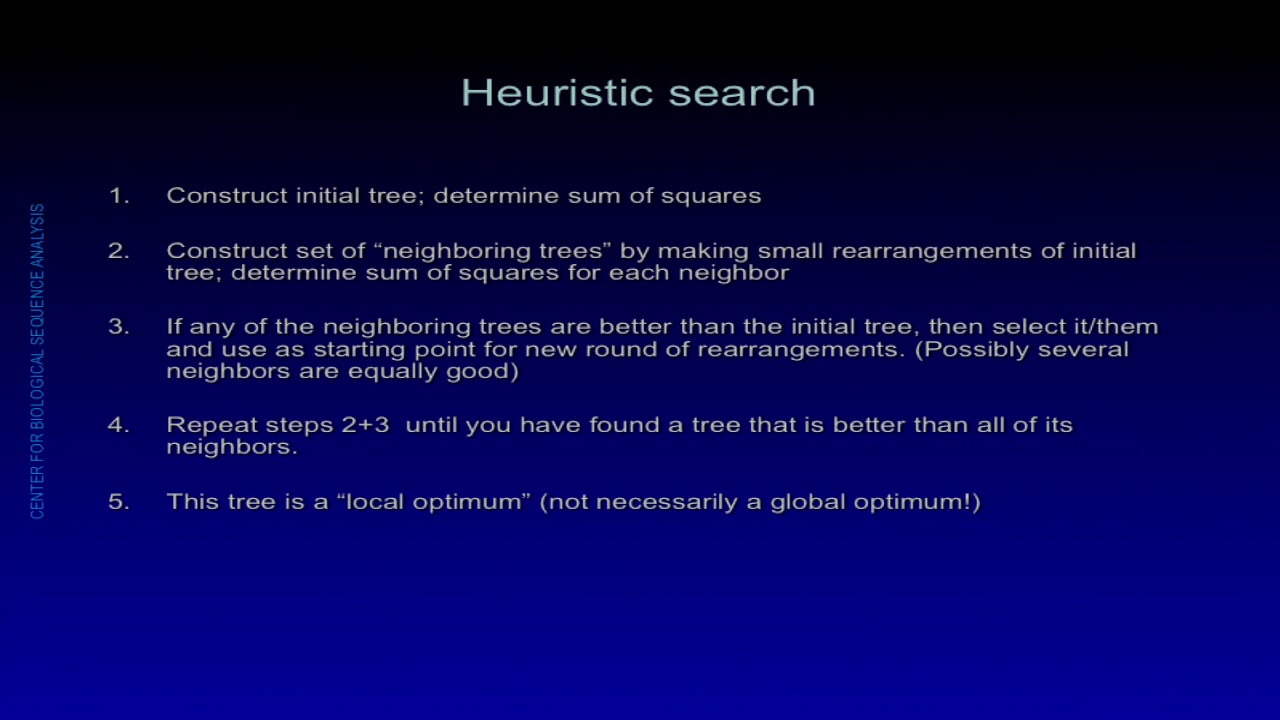 Heuristic search
1. Construct initial tree; determine sum of squares
2. Construct set of “neighboring trees” by making small rearrangements of initial
tree; determine sum of squares for each neighbor
3. If any of the neighboring trees are better than the initial tree, then select it/them
and use as starting point for new round of rearrangements. (Possibly several
neighbors are equally good)
4. Repeat steps 2+3  until you have found a tree that is better than all of its
neighbors.
5. This tree is a “local optimum” (not necessarily a global optimum!)
CENTER FOR BIOLOGICAL SEQUENCE ANALYSIS